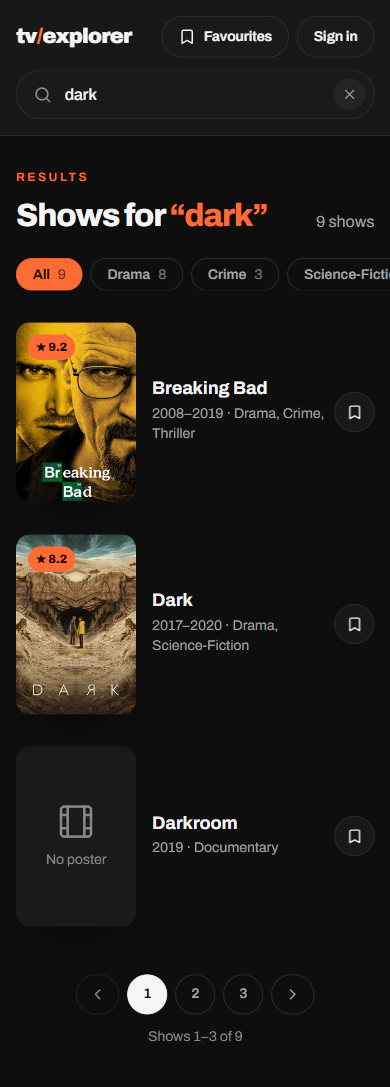 tv/explorer
Favourites
Sign in
dark
RESULTS
Shows for “dark”
9 shows
All 9
Drama 8
Crime 3
Science-Ficti
★ 9.2
Breaking
Bad
Breaking Bad
2008–2019 · Drama, Crime,
Thriller
★ 8.2
DAЯK
Dark
2017–2020 · Drama,
Science-Fiction
No poster
Darkroom
2019 · Documentary
1
2
3
Shows 1–3 of 9